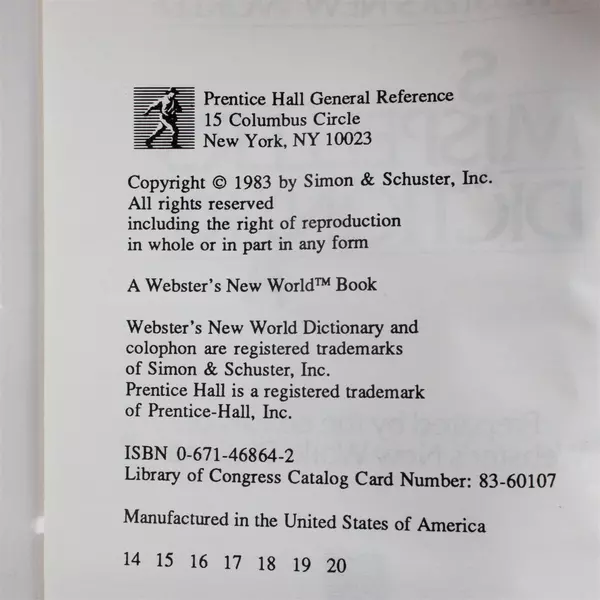 Prentice Hall General Reference
15 Columbus Circle
New York, NY 10023
Copyright © 1983 by Simon & Schuster, Inc.
All rights reserved
including the right of reproduction
in whole or in part in any form
A Webster's New World™ Book
Webster's New World Dictionary and
colophon are registered trademarks
of Simon & Schuster, Inc.
Prentice Hall is a registered trademark
of Prentice-Hall, Inc.
ISBN 0-671-46864-2
Library of Congress Catalog Card Number: 83-60107
Manufactured in the United States of America
14 15 16 17 18 19 20